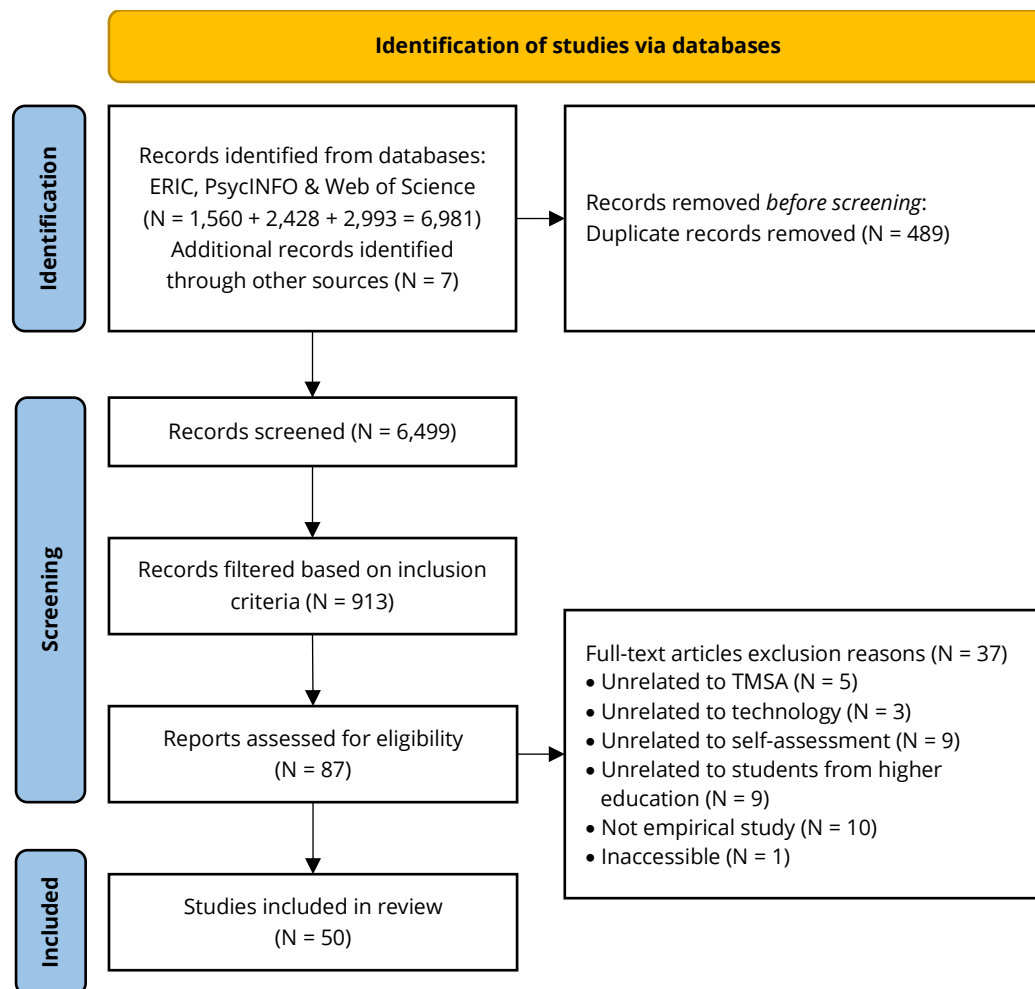 Identification of studies via databases
Identification
Records identified from databases:
ERIC, PsycINFO & Web of Science
(N = 1,560 + 2,428 + 2,993 = 6,981)
Additional records identified
through other sources (N = 7)
Records removed before screening:
Duplicate records removed (N = 489)
Screening
Records screened (N = 6,499)
Records filtered based on inclusion
criteria (N = 913)
Reports assessed for eligibility
(N = 87)
Full-text articles exclusion reasons (N = 37)
• Unrelated to TMSA (N = 5)
• Unrelated to technology (N = 3)
• Unrelated to self-assessment (N = 9)
• Unrelated to students from higher
education (N = 9)
• Not empirical study (N = 10)
• Inaccessible (N = 1)
Included
Studies included in review
(N = 50)